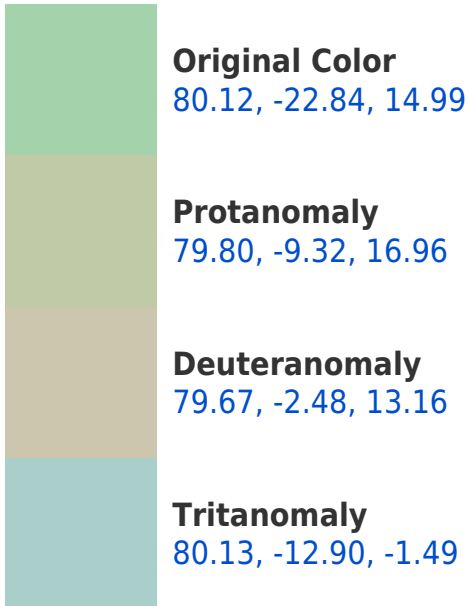 Original Color
80.12, -22.84, 14.99
Protanomaly
79.80, -9.32, 16.96
Deuteranomaly
79.67, -2.48, 13.16
Tritanomaly
80.13, -12.90, -1.49